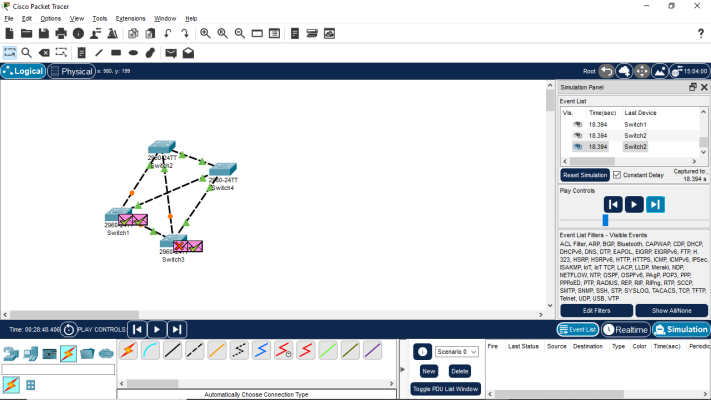 Cisco Packet Tracer
File Edit Options View Tools Extensions Window Help
?
Logical
Physical x: 980, y: 199
Root
15:04:00
2960-24TT
Switch2
2960-24TT
Switch4
2960-24TT
Switch1
2960-24TT
Switch3
Simulation Panel
Event List
Vis. Time(sec) Last Device
18.394 Switch1
18.394 Switch2
18.394 Switch2
Reset Simulation Constant Delay Captured to:
18.394 s
Play Controls
Event List Filters - Visible Events
ACL Filter, ARP, BGP, Bluetooth, CAPWAP, CDP, DHCP,
DHCPv6, DNS, DTP, EAPOL, EIGRP, EIGRPv6, FTP, H.
323, HSRP, HSRPv6, HTTP, HTTPS, ICMP, ICMPv6, IPSec,
ISAKMP, IoT, IoT TCP, LACP, LLDP, Meraki, NDP,
NETFLOW, NTP, OSPF, OSPFv6, PAgP, POP3, PPP,
PPPoED, PTP, RADIUS, REP, RIP, RIPng, RTP, SCCP,
SMTP, SNMP, SSH, STP, SYSLOG, TACACS, TCP, TFTP,
Telnet, UDP, USB, VTP
Edit Filters Show All/None
Time: 00:28:48.406 PLAY CONTROLS:
Event List Realtime Simulation
Scenario 0
New Delete
Toggle PDU List Window
Fire Last Status Source Destination Type Color Time(sec) Periodic
Automatically Choose Connection Type